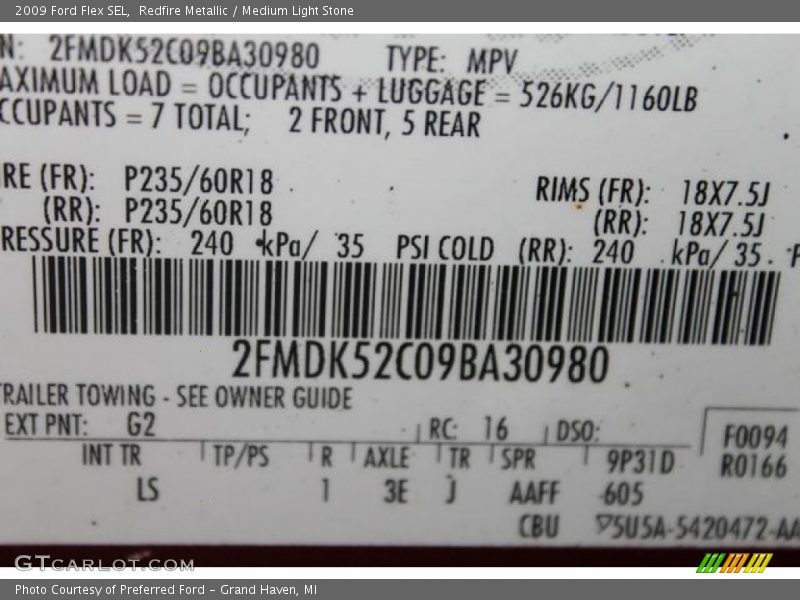 2009 Ford Flex SEL, Redfire Metallic / Medium Light Stone
N: 2FMDK52C09BA30980 TYPE: MPV
AXIMUM LOAD = OCCUPANTS + LUGGAGE = 526KG/1160LB
CCUPANTS = 7 TOTAL; 2 FRONT, 5 REAR
RE (FR): P235/60R18 RIMS (FR): 18X7.5J
(RR): P235/60R18 (RR): 18X7.5J
RESSURE (FR): 240 kPa/ 35 PSI COLD (RR): 240 kPa/ 35 P
2FMDK52C09BA30980
RAILER TOWING - SEE OWNER GUIDE
EXT PNT: G2 RC: 16 DSO: F0094
INT TR TP/PS R AXLE TR SPR 9P31D R0166
LS 1 3E J AAFF 605
CBU 5U5A-5420472-AA
GTCARLOT.COM
Photo Courtesy of Preferred Ford - Grand Haven, MI